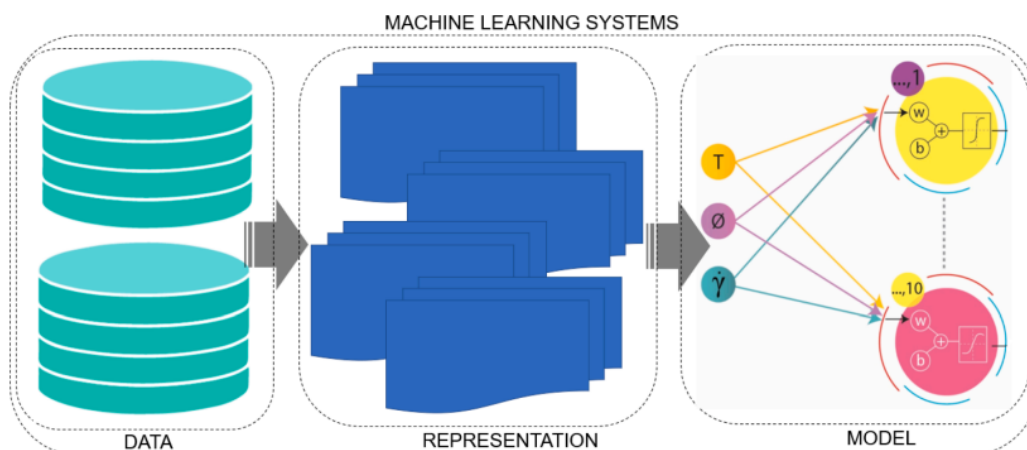 MACHINE LEARNING SYSTEMS
...,1
w
+
b
T
Ø
γ̇
...,10
w
+
b
DATA
REPRESENTATION
MODEL